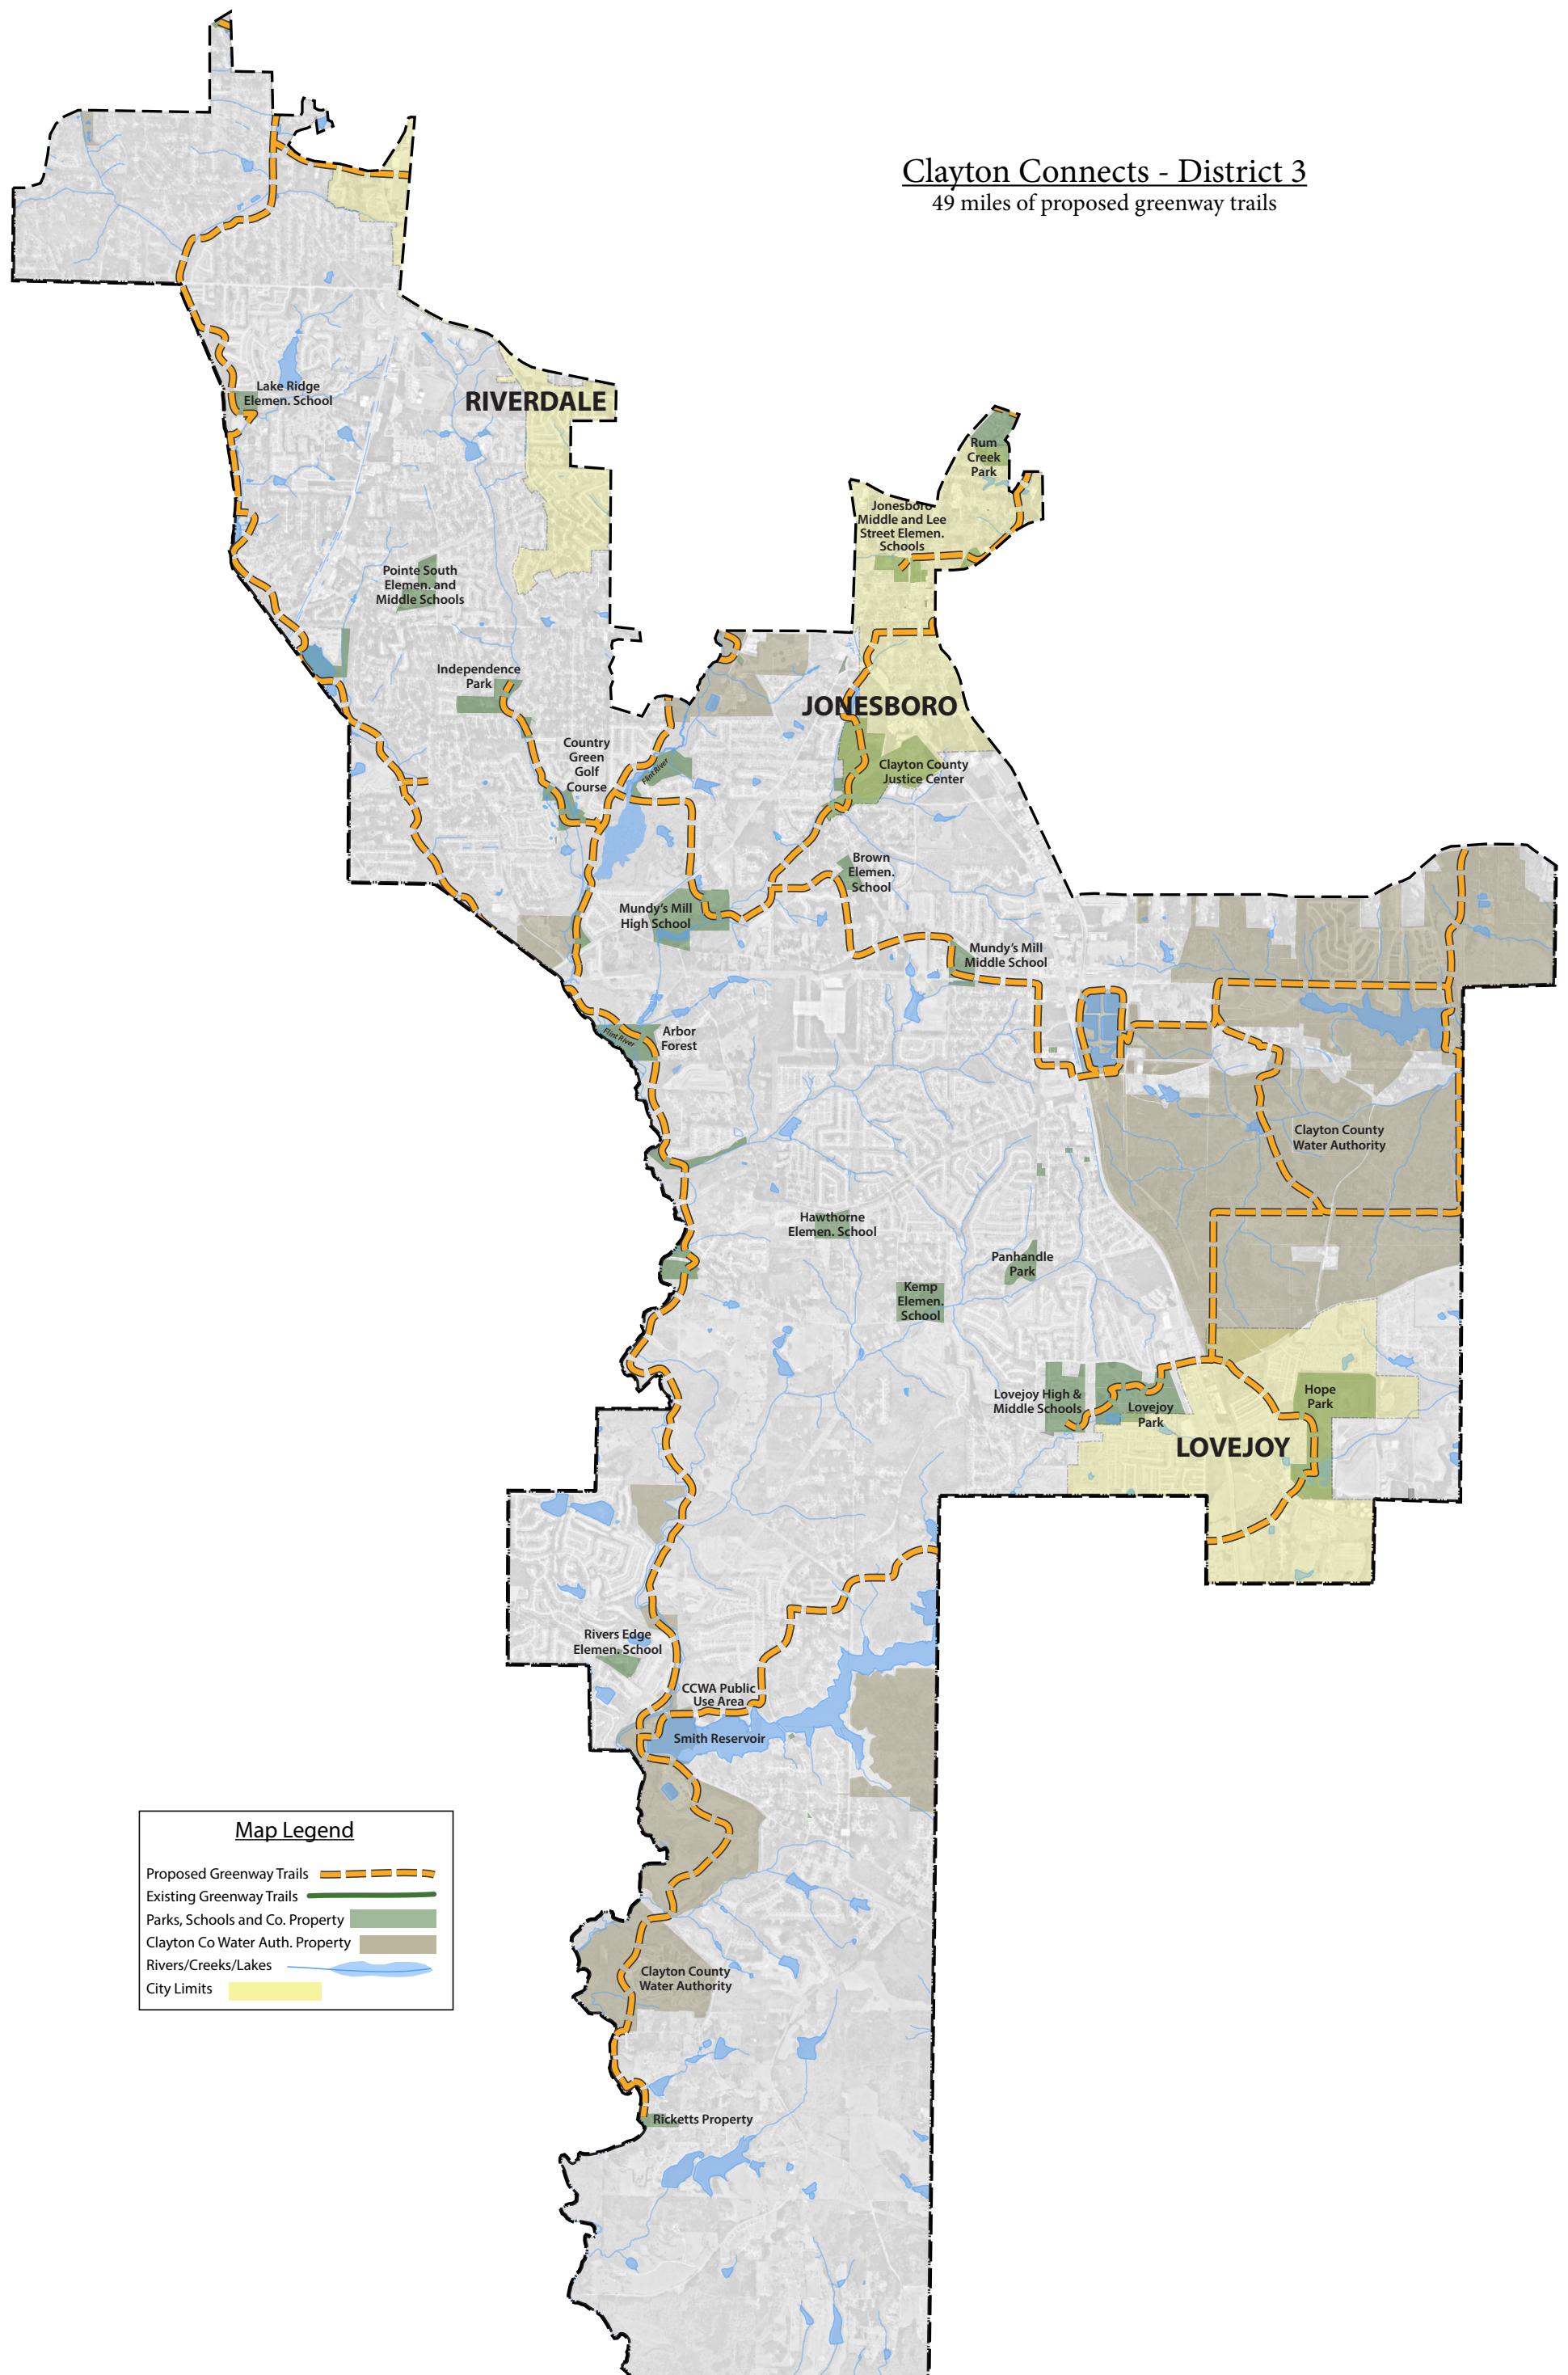 Clayton Connects - District 3
49 miles of proposed greenway trails
Lake Ridge
Elemen. School
RIVERDALE
Rum
Creek
Park
Jonesboro
Middle and Lee
Street Elemen.
Schools
Pointe South
Elemen. and
Middle Schools
Independence
Park
JONESBORO
Country
Green
Golf
Course
Flint River
Clayton County
Justice Center
Brown
Elemen.
School
Mundy's Mill
High School
Mundy's Mill
Middle School
Flint River
Arbor
Forest
Clayton County
Water Authority
Hawthorne
Elemen. School
Panhandle
Park
Kemp
Elemen.
School
Lovejoy High &
Middle Schools
Lovejoy
Park
Hope
Park
LOVEJOY
Rivers Edge
Elemen. School
CCWA Public
Use Area
Smith Reservoir
Map Legend
Proposed Greenway Trails
Existing Greenway Trails
Parks, Schools and Co. Property
Clayton Co Water Auth. Property
Rivers/Creeks/Lakes
City Limits
Clayton County
Water Authority
Ricketts Property